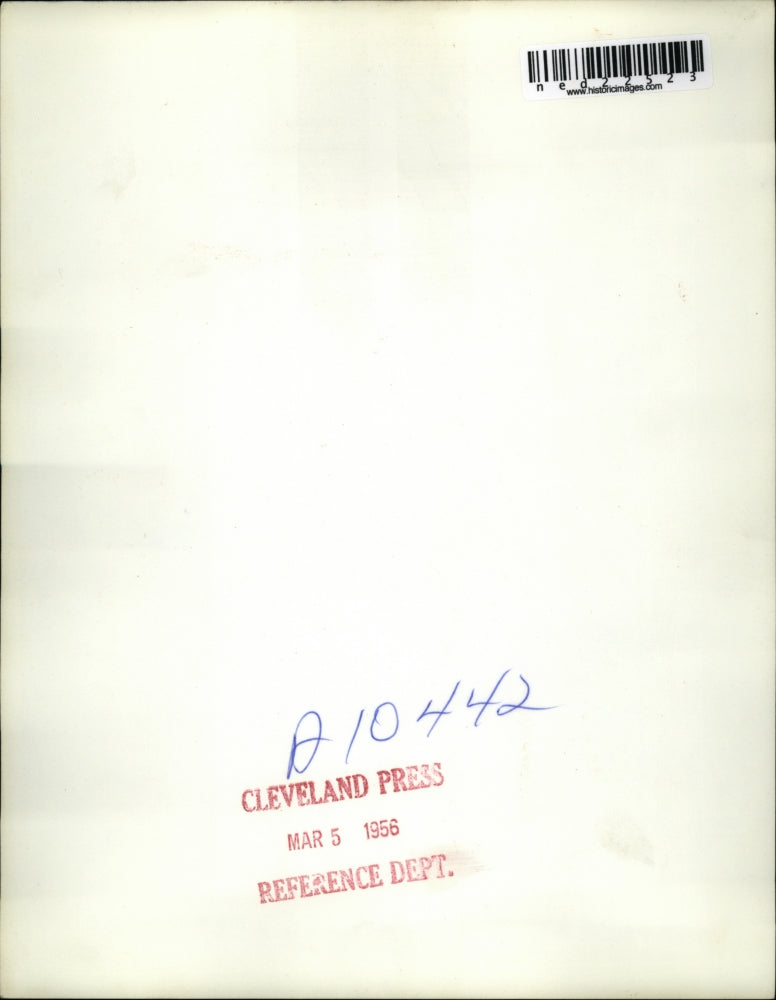 ned22523
www.historicimages.com
A10442
CLEVELAND PRESS
MAR 5 1956
REFERENCE DEPT.